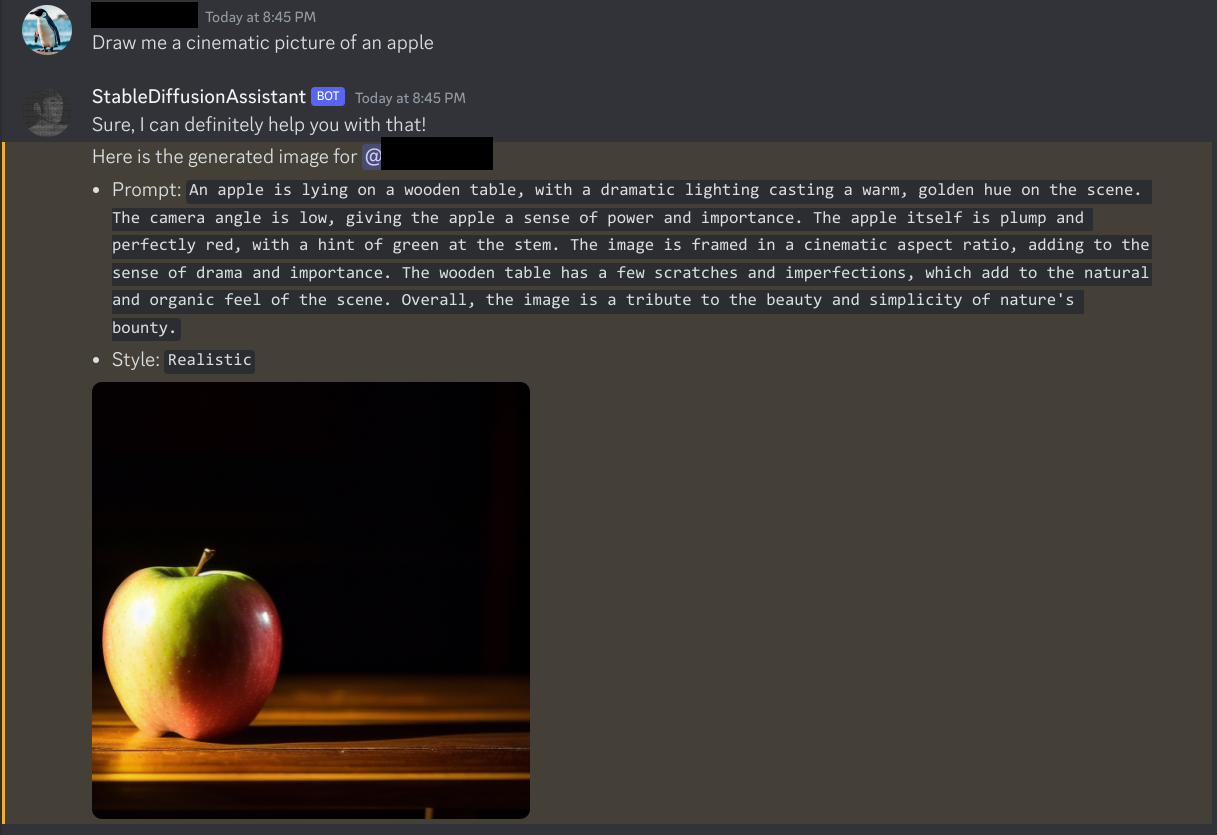 Today at 8:45 PM
Draw me a cinematic picture of an apple
StableDiffusionAssistant BOT Today at 8:45 PM
Sure, I can definitely help you with that!
Here is the generated image for @
• Prompt: An apple is lying on a wooden table, with a dramatic lighting casting a warm, golden hue on the scene.
The camera angle is low, giving the apple a sense of power and importance. The apple itself is plump and
perfectly red, with a hint of green at the stem. The image is framed in a cinematic aspect ratio, adding to the
sense of drama and importance. The wooden table has a few scratches and imperfections, which add to the natural
and organic feel of the scene. Overall, the image is a tribute to the beauty and simplicity of nature's
bounty.
• Style: Realistic